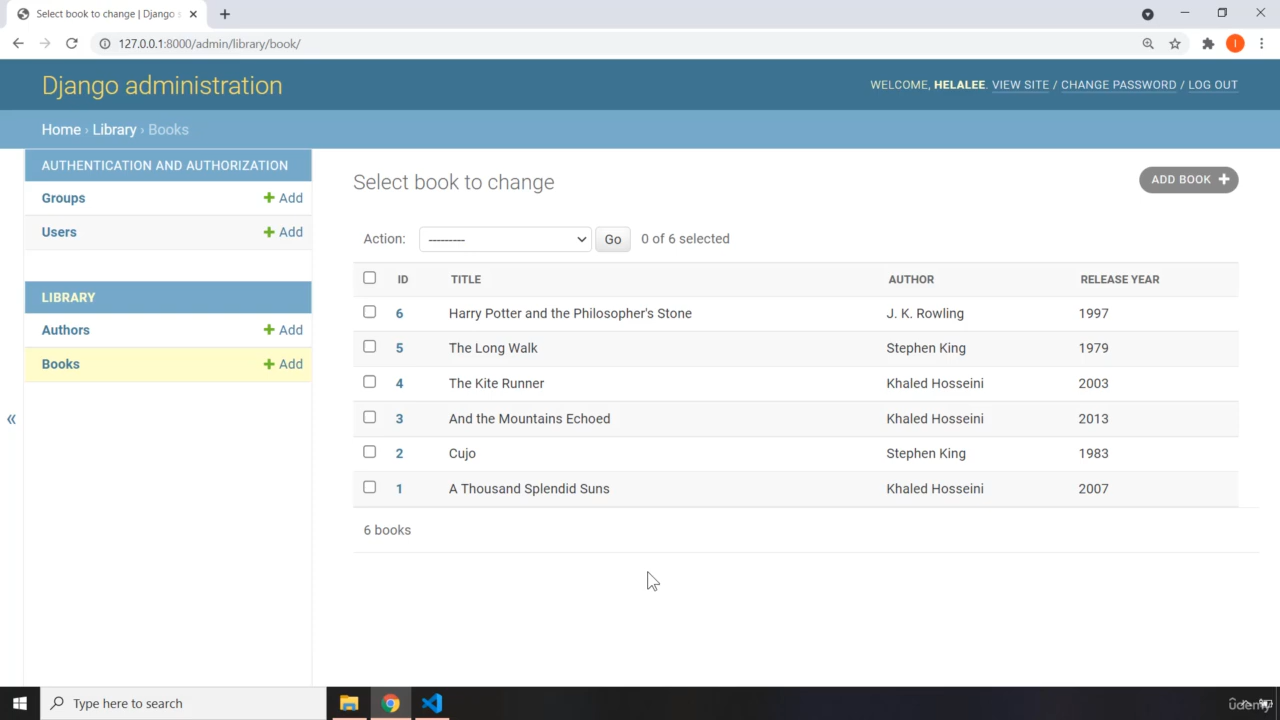 Select book to change | Django s
127.0.0.1:8000/admin/library/book/
I
Django administration
WELCOME, HELALEE. VIEW SITE / CHANGE PASSWORD / LOG OUT
Home › Library › Books
AUTHENTICATION AND AUTHORIZATION
Groups + Add
Users + Add
LIBRARY
Authors + Add
Books + Add
«
Select book to change
ADD BOOK +
Action: --------- Go 0 of 6 selected
ID TITLE AUTHOR RELEASE YEAR
6 Harry Potter and the Philosopher's Stone J. K. Rowling 1997
5 The Long Walk Stephen King 1979
4 The Kite Runner Khaled Hosseini 2003
3 And the Mountains Echoed Khaled Hosseini 2013
2 Cujo Stephen King 1983
1 A Thousand Splendid Suns Khaled Hosseini 2007
6 books
Type here to search
udemy